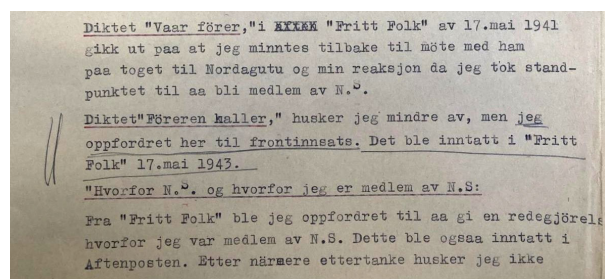 Diktet "Vaar förer,"i "Fritt Folk" av 17.mai 1941
gikk ut paa at jeg minntes tilbake til möte med ham
paa toget til Nordagutu og min reaksjon da jeg tok stand-
punktet til aa bli medlem av N.S.
Diktet"Föreren kaller," husker jeg mindre av, men jeg
oppfordret her til frontinnsats. Det ble inntatt i "Fritt
Folk" 17.mai 1943.
"Hvorfor N.S. og hvorfor jeg er medlem av N.S:
Fra "Fritt Folk" ble jeg oppfordret til aa gi en redegjörels
hvorfor jeg var medlem av N.S. Dette ble ogsaa inntatt i
Aftenposten. Etter närmere ettertanke husker jeg ikke